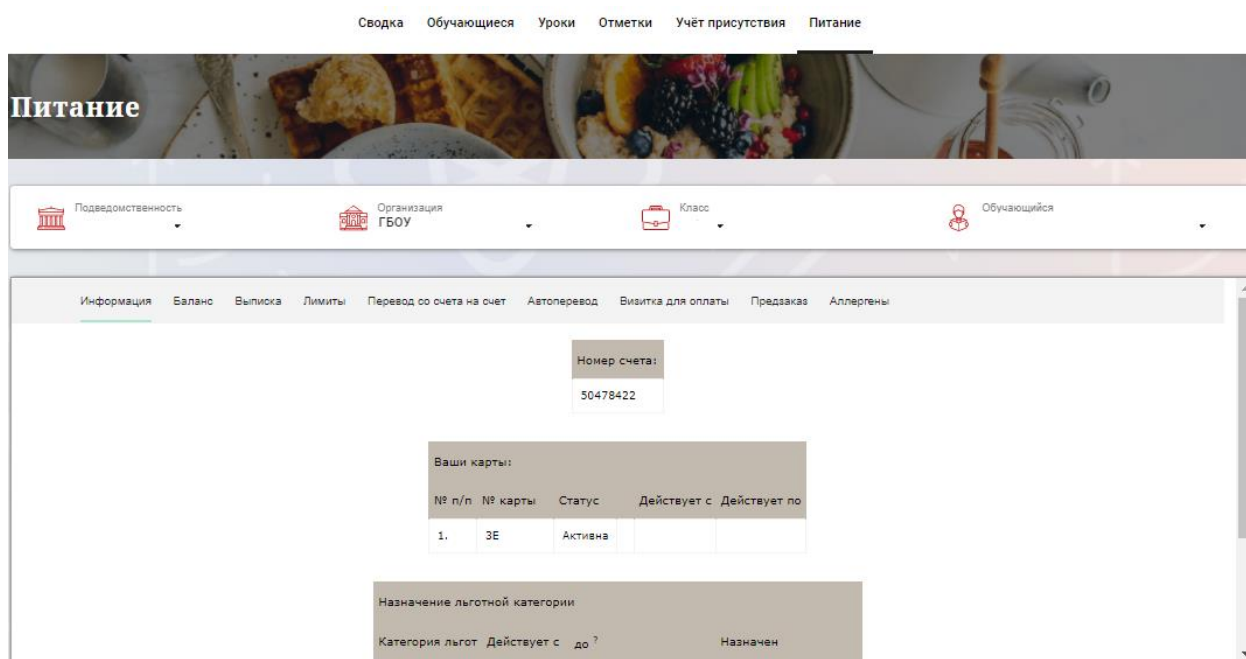 Сводка Обучающиеся Уроки Отметки Учёт присутствия Питание
Питание
Подведомственность
Организация
ГБОУ
Класс
Обучающийся
Информация Баланс Выписка Лимиты Перевод со счета на счет Автоперевод Визитка для оплаты Предзаказ Аллергены
Номер счета:
50478422
Ваши карты:
№ п/п № карты Статус Действует с Действует по
1. 3E Активна
Назначение льготной категории
Категория льгот Действует с до ? Назначен